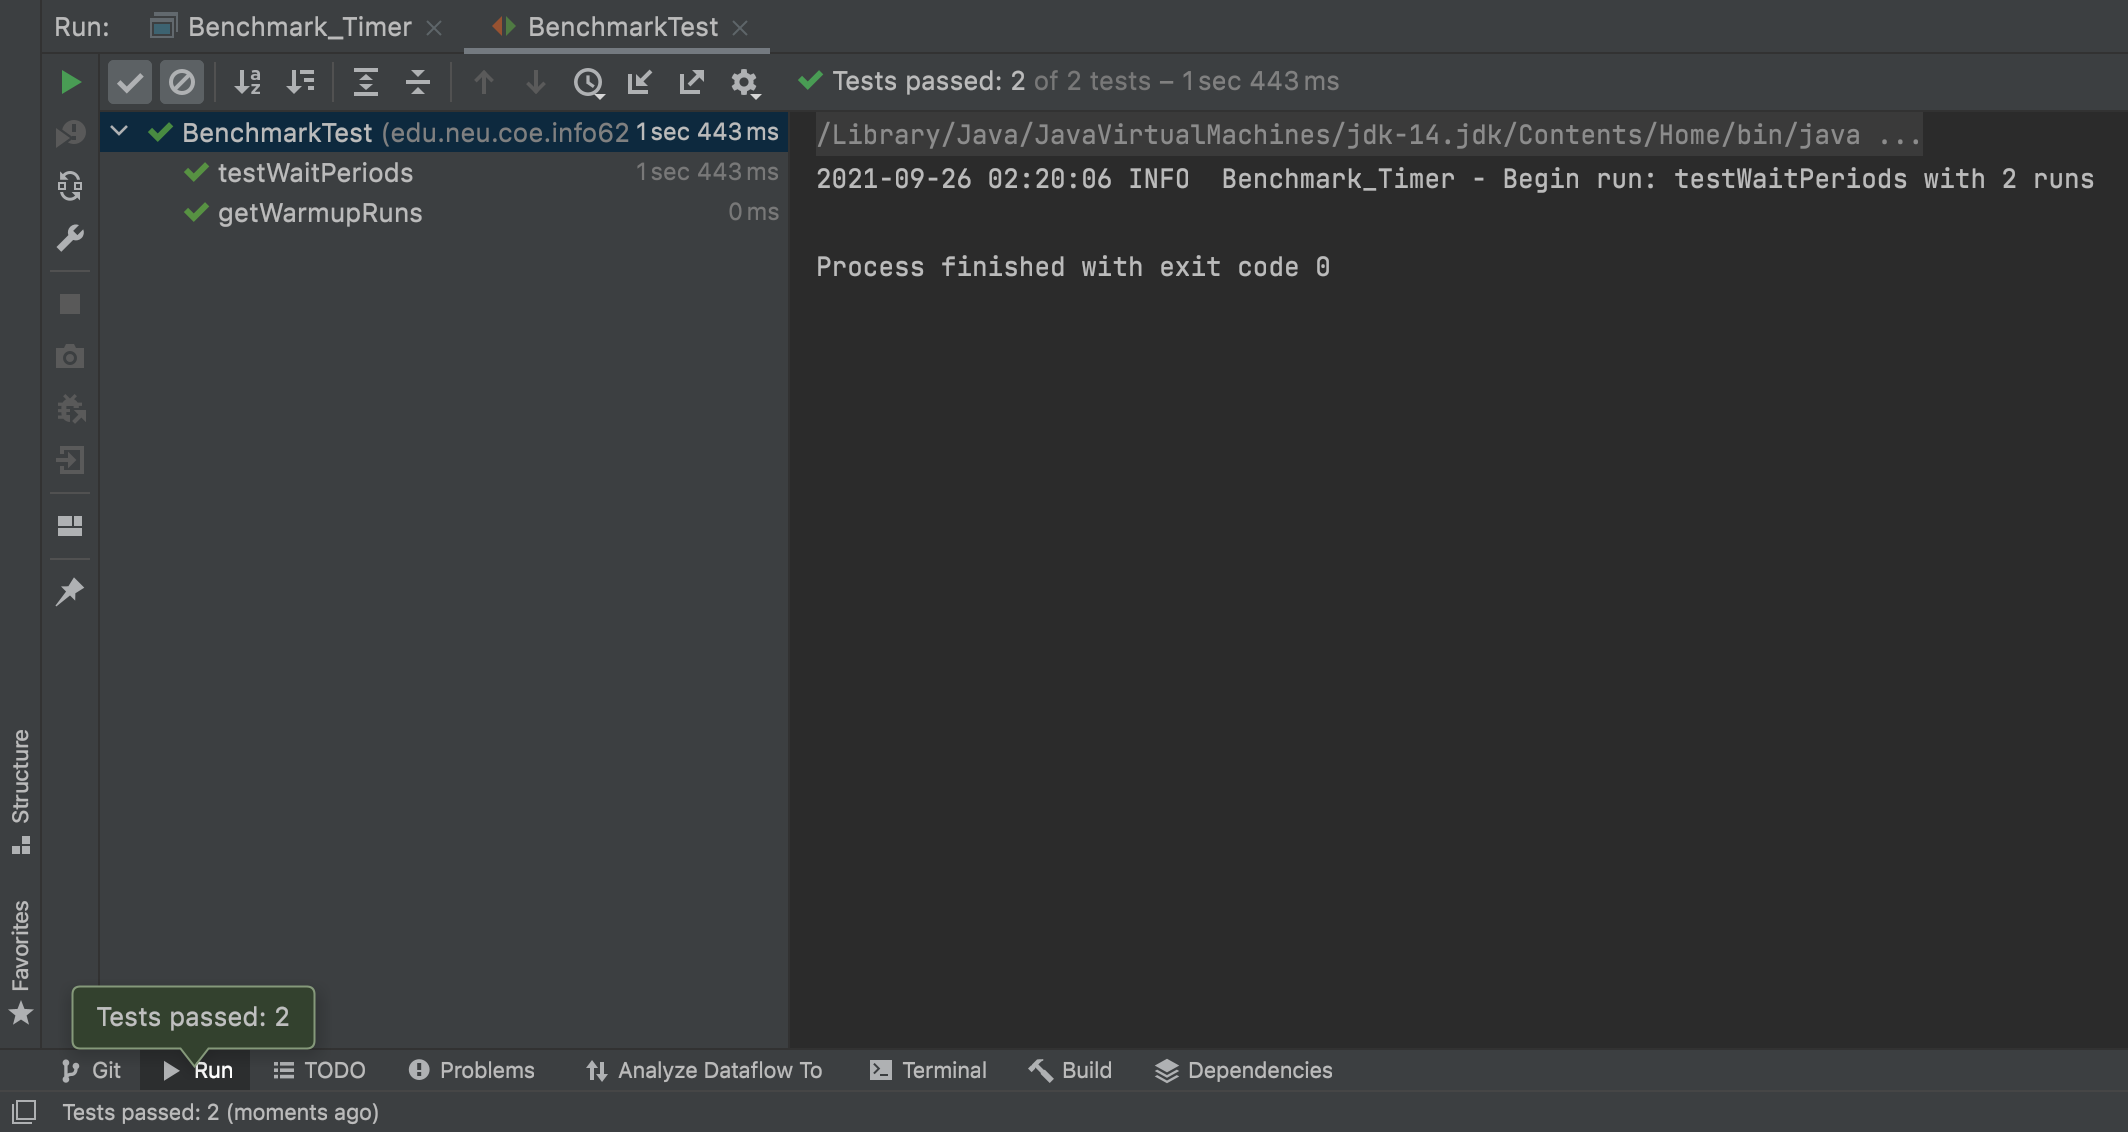 Run: Benchmark_Timer BenchmarkTest
Tests passed: 2 of 2 tests – 1 sec 443 ms
BenchmarkTest (edu.neu.coe.info62 1 sec 443 ms
testWaitPeriods 1 sec 443 ms
getWarmupRuns 0 ms
/Library/Java/JavaVirtualMachines/jdk-14.jdk/Contents/Home/bin/java ...
2021-09-26 02:20:06 INFO  Benchmark_Timer - Begin run: testWaitPeriods with 2 runs
Process finished with exit code 0
Structure
Favorites
Tests passed: 2
Git Run TODO Problems Analyze Dataflow To Terminal Build Dependencies
Tests passed: 2 (moments ago)